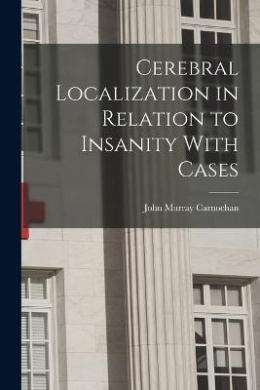 Cerebral
Localization in
Relation to
Insanity With
Cases
John Murray Carnochan